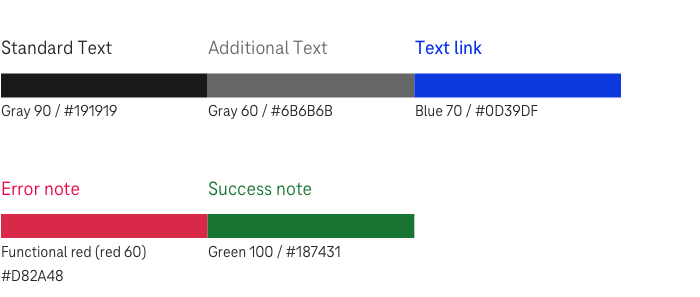 Standard Text
Additional Text
Text link
Gray 90 / #191919
Gray 60 / #6B6B6B
Blue 70 / #0D39DF
Error note
Success note
Functional red (red 60)
#D82A48
Green 100 / #187431